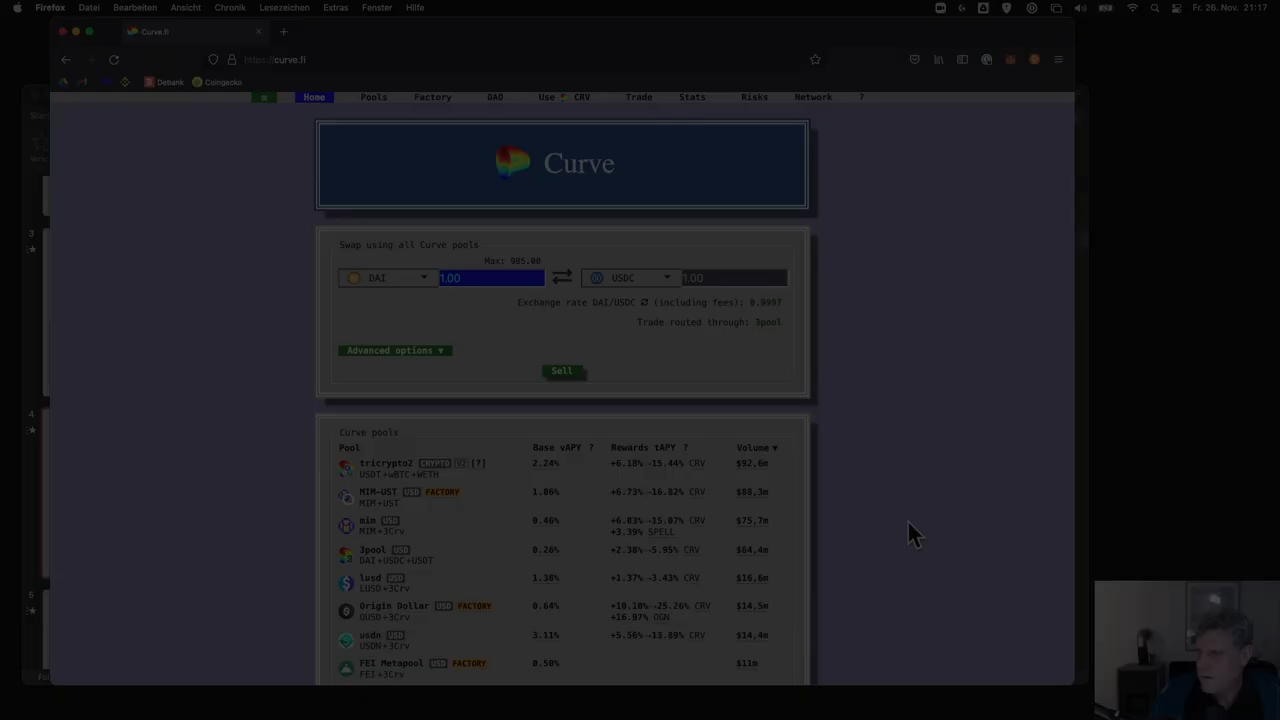 Firefox Datei Bearbeiten Ansicht Chronik Lesezeichen Extras Fenster Hilfe Fr. 26. Nov. 21:17
Curve.fi
https://curve.fi
Debank Coingecko
Home Pools Factory DAO Use CRV Trade Stats Risks Network ?
Curve
Swap using all Curve pools
Max: 985.00
DAI 1.00 USDC 1.00
Exchange rate DAI/USDC (including fees): 0.9997
Trade routed through: 3pool
Advanced options ▼
Sell
Curve pools
Pool Base vAPY ? Rewards tAPY ? Volume ▼
tricrypto2 CRYPTO V2 [?] 2.24% +6.18%→15.44% CRV $92,6m
USDT+wBTC+WETH
MIM-UST USD FACTORY 1.86% +6.73%→16.82% CRV $88,3m
MIM+UST
mim USD 0.46% +6.03%→15.07% CRV $75,7m
MIM+3Crv +3.39% SPELL
3pool USD 0.26% +2.38%→5.95% CRV $64,4m
DAI+USDC+USDT
lusd USD 1.38% +1.37%→3.43% CRV $16,6m
LUSD+3Crv
Origin Dollar USD FACTORY 0.64% +10.10%→25.26% CRV $14,5m
OUSD+3Crv +16.97% OGN
usdn USD 3.11% +5.56%→13.89% CRV $14,4m
USDN+3Crv
FEI Metapool USD FACTORY 0.50% $11m
FEI+3Crv
3
4
5